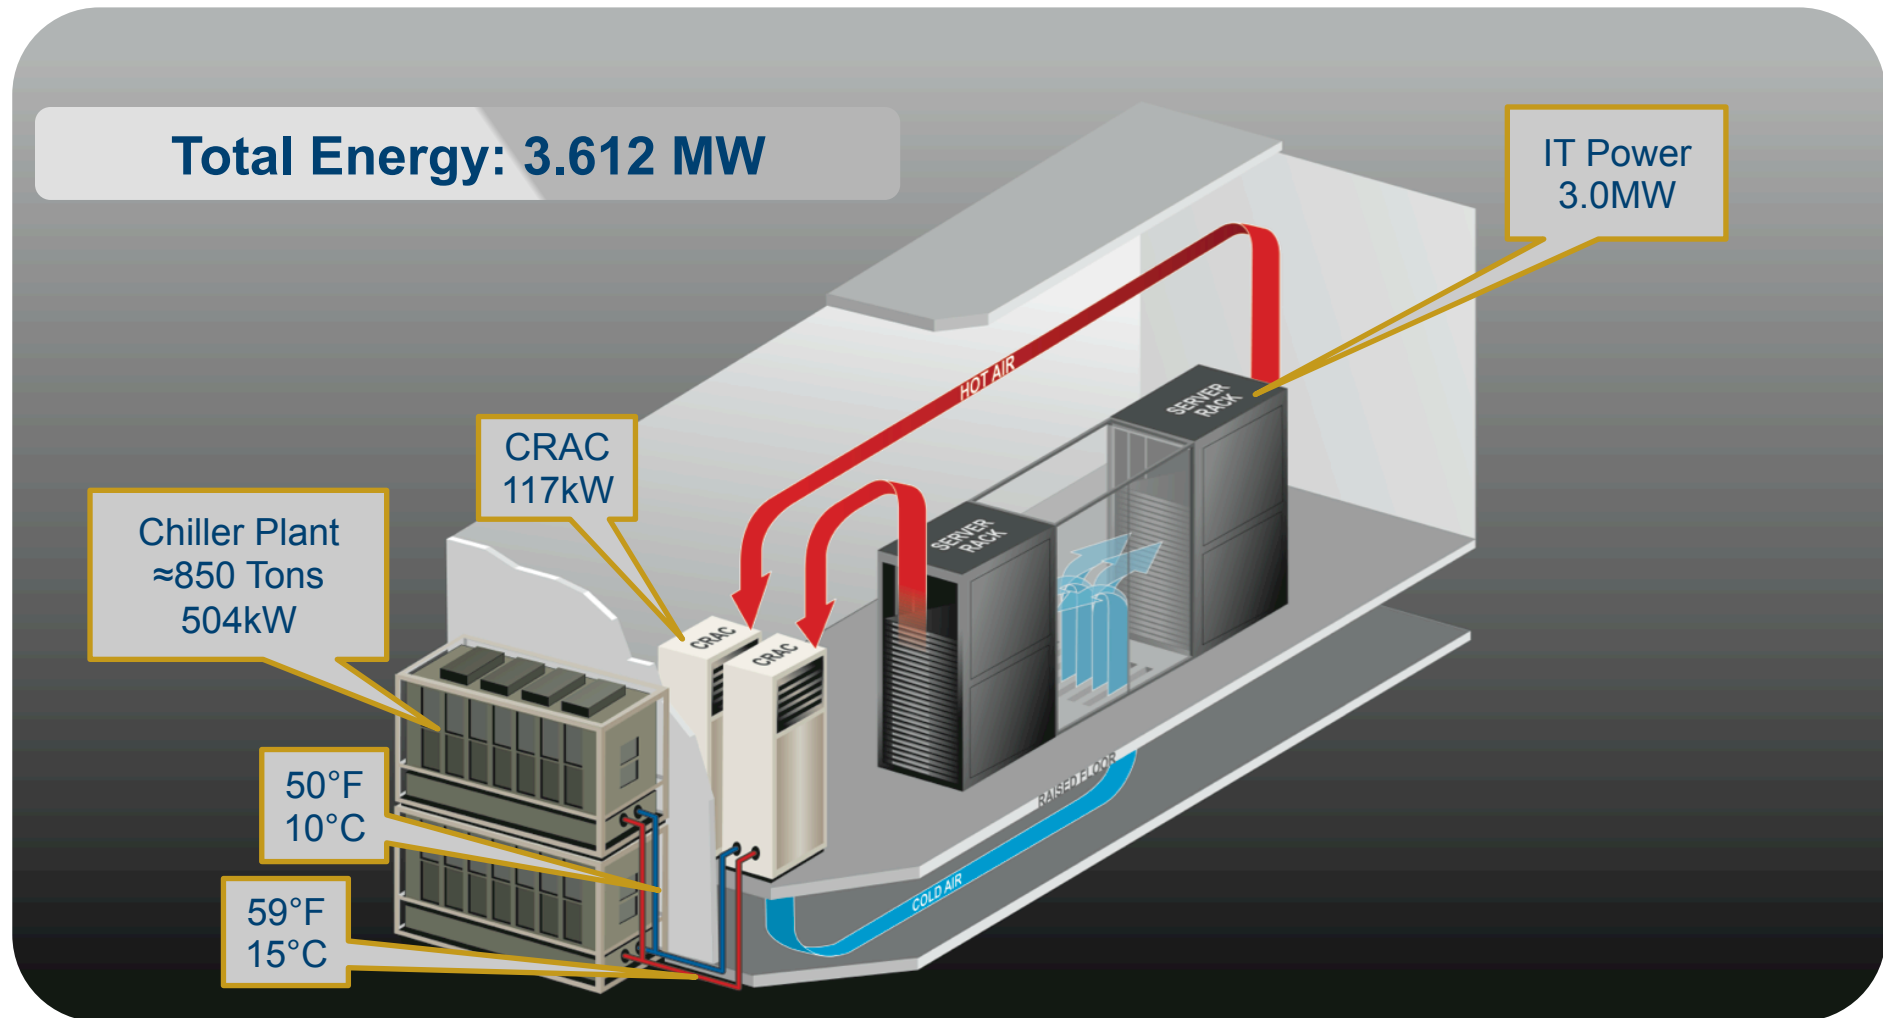 Total Energy: 3.612 MW
IT Power
3.0MW
HOT AIR
SERVER
RACK
CRAC
117kW
Chiller Plant
≈850 Tons
504kW
SERVER
RACK
CRAC
CRAC
50°F
10°C
RAISED FLOOR
COLD AIR
59°F
15°C